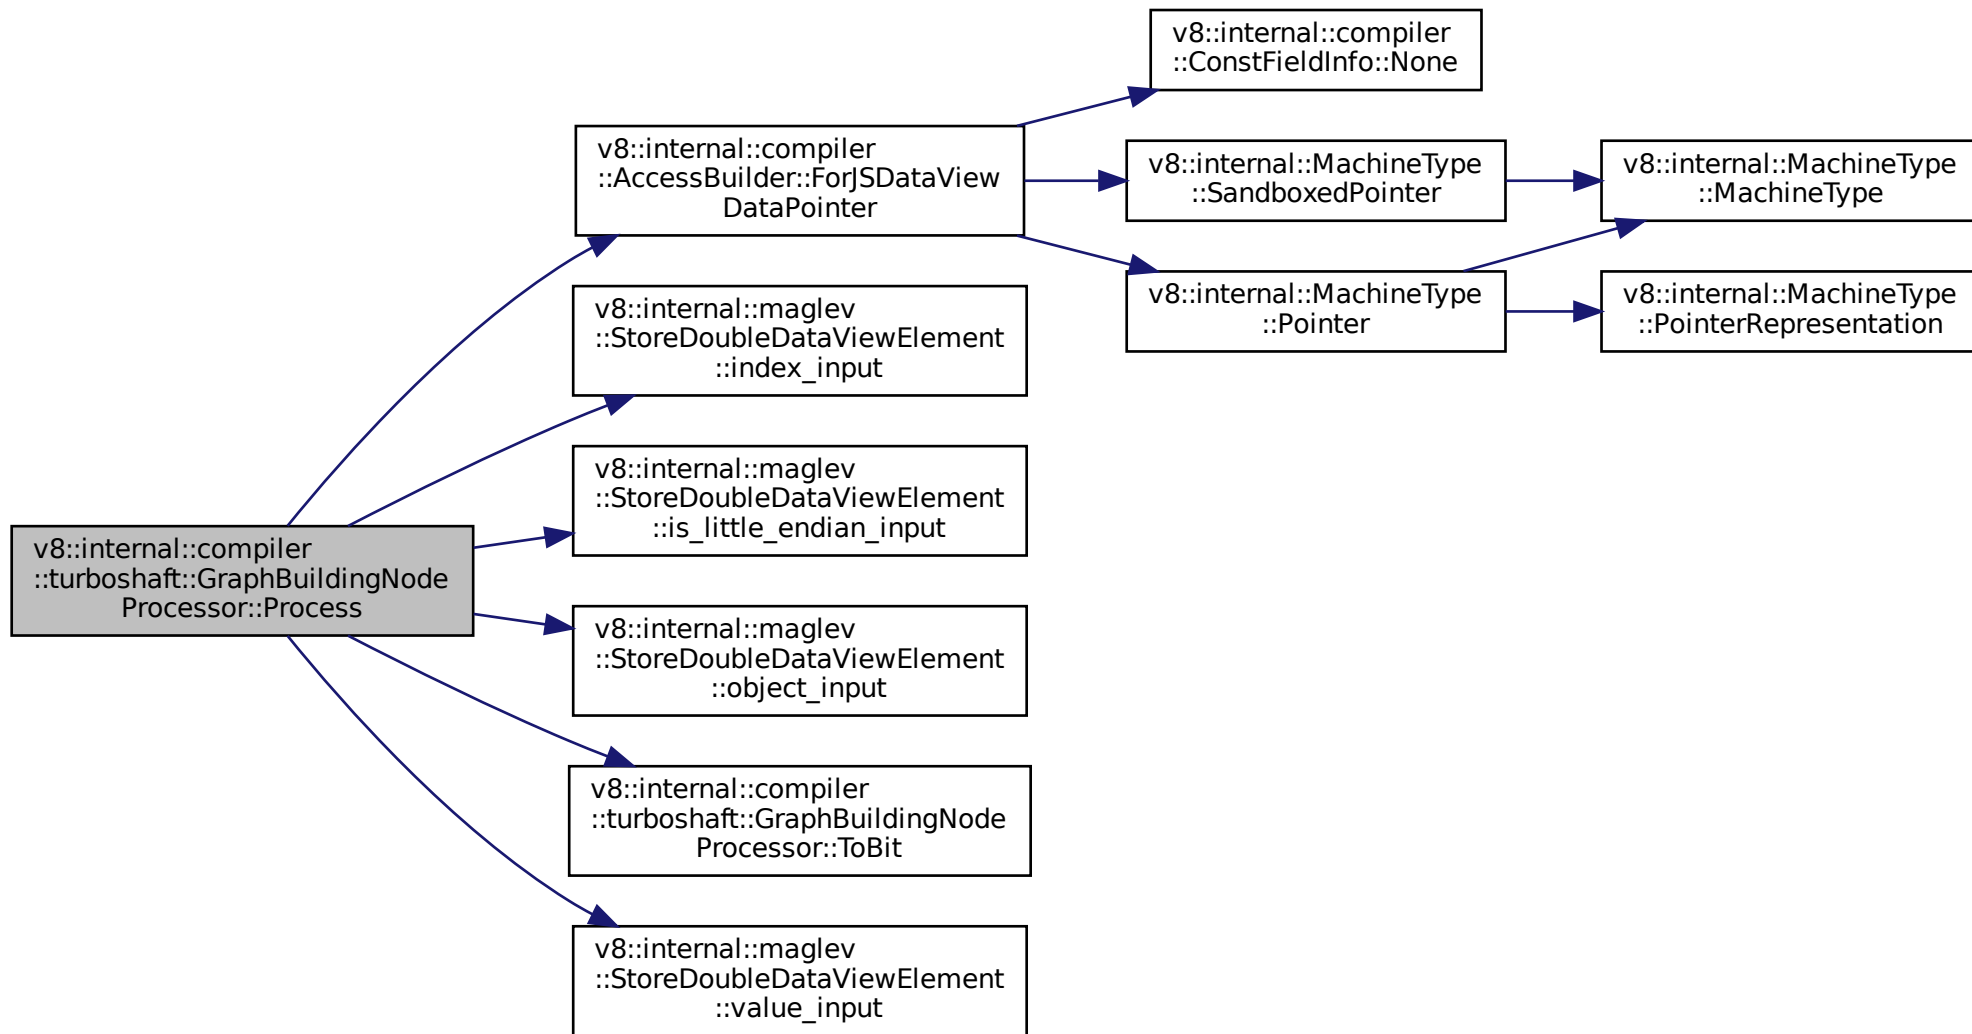 v8::internal::compiler
::turboshaft::GraphBuildingNode
Processor::Process
v8::internal::compiler
::AccessBuilder::ForJSDataView
DataPointer
v8::internal::compiler
::ConstFieldInfo::None
v8::internal::MachineType
::SandboxedPointer
v8::internal::MachineType
::MachineType
v8::internal::MachineType
::Pointer
v8::internal::MachineType
::PointerRepresentation
v8::internal::maglev
::StoreDoubleDataViewElement
::index_input
v8::internal::maglev
::StoreDoubleDataViewElement
::is_little_endian_input
v8::internal::maglev
::StoreDoubleDataViewElement
::object_input
v8::internal::compiler
::turboshaft::GraphBuildingNode
Processor::ToBit
v8::internal::maglev
::StoreDoubleDataViewElement
::value_input